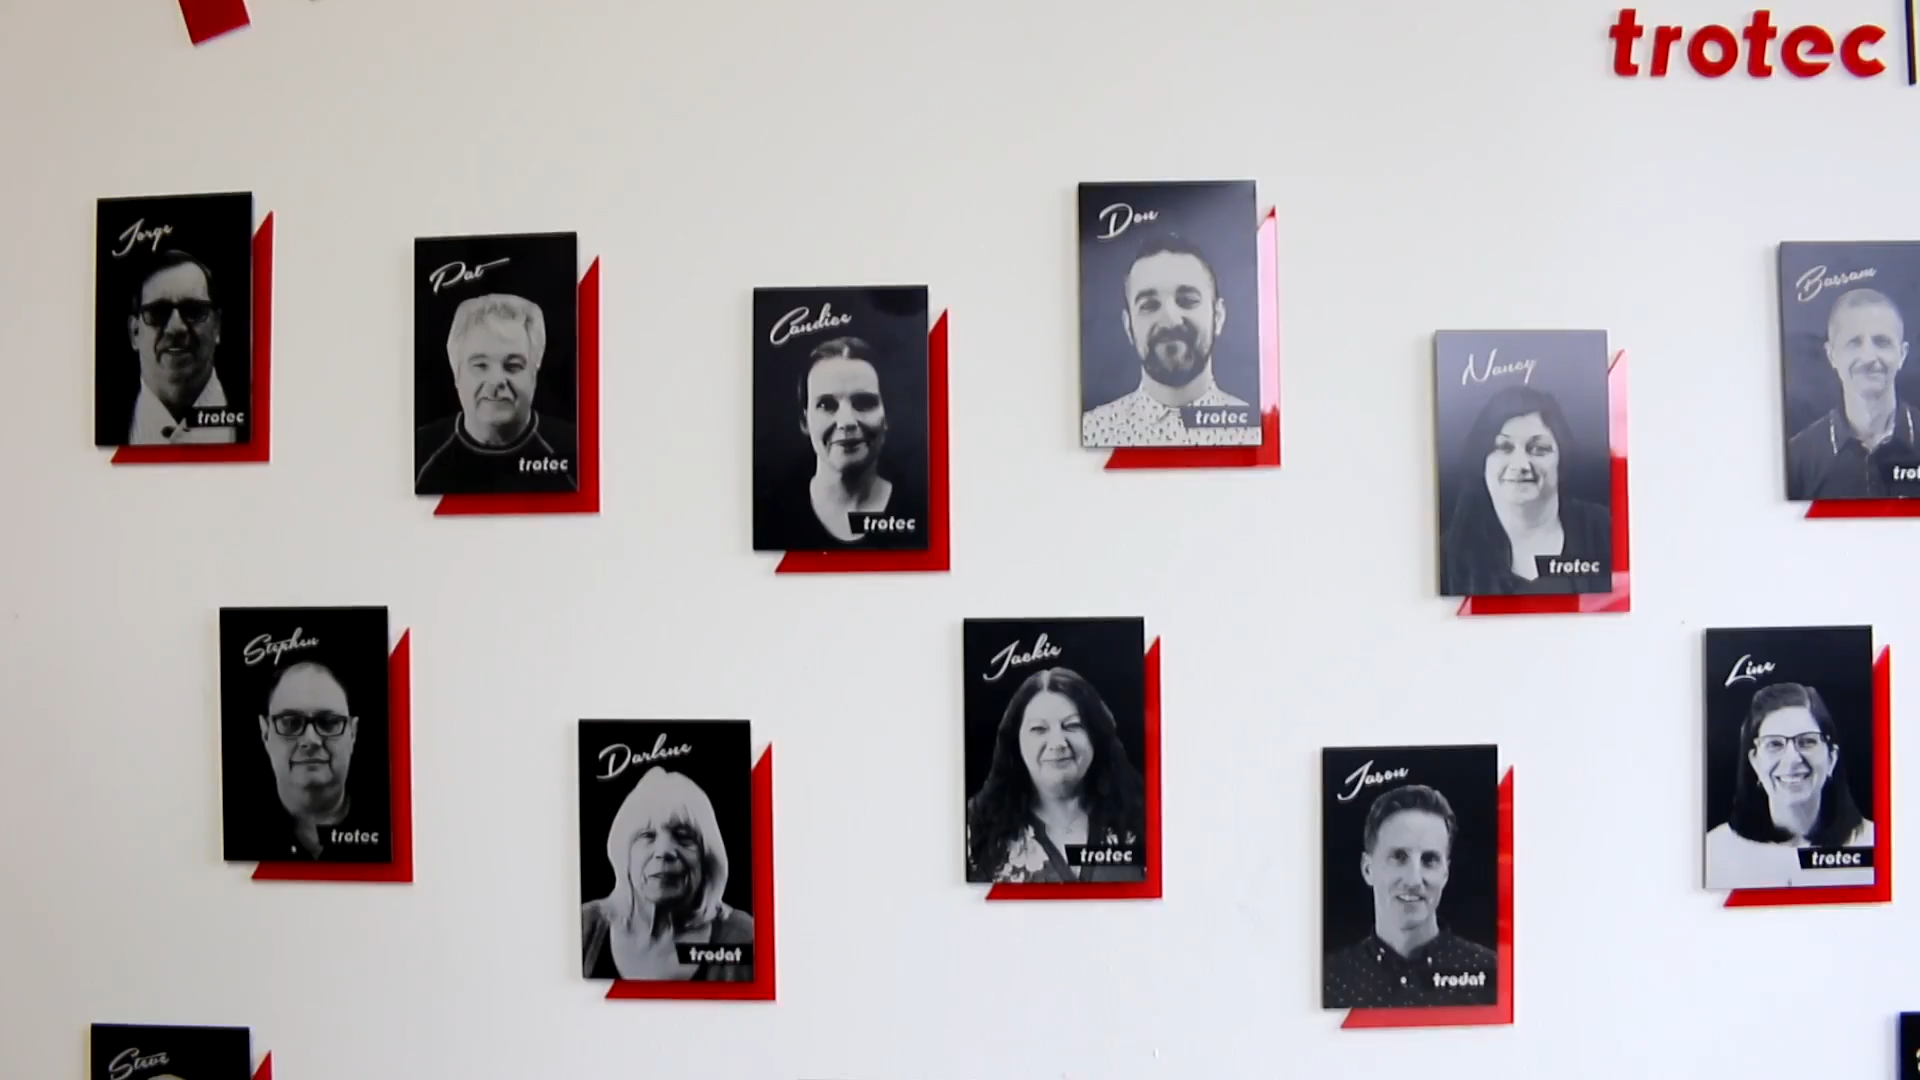 trotec
Jorge
trotec
Pat
trotec
Candice
trotec
Don
trotec
Nancy
trotec
Bassam
Stephen
trotec
Darlene
trodat
Jackie
trotec
Jason
trodat
Line
trotec
Steve